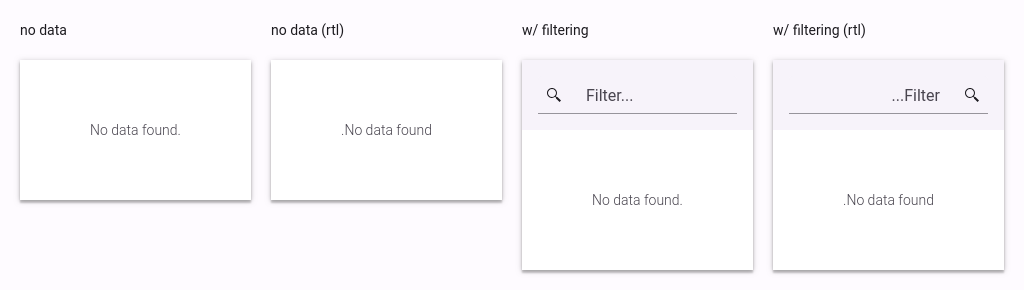 no data
No data found.
no data (rtl)
.No data found
w/ filtering
Filter...
No data found.
w/ filtering (rtl)
...Filter
.No data found